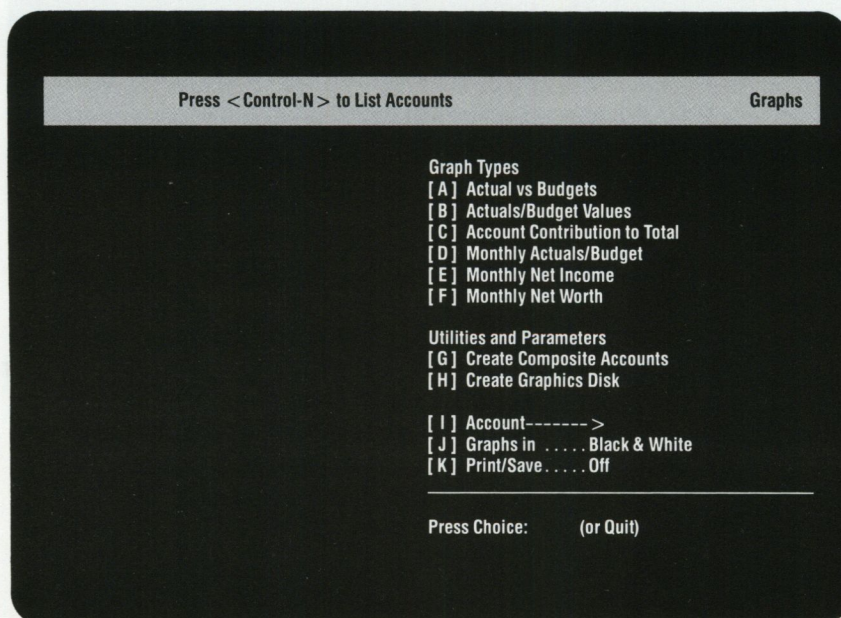 Press <Control-N> to List Accounts Graphs
Graph Types
[A] Actual vs Budgets
[B] Actuals/Budget Values
[C] Account Contribution to Total
[D] Monthly Actuals/Budget
[E] Monthly Net Income
[F] Monthly Net Worth
Utilities and Parameters
[G] Create Composite Accounts
[H] Create Graphics Disk
[I] Account------->
[J] Graphs in .....Black & White
[K] Print/Save.....Off
Press Choice: (or Quit)